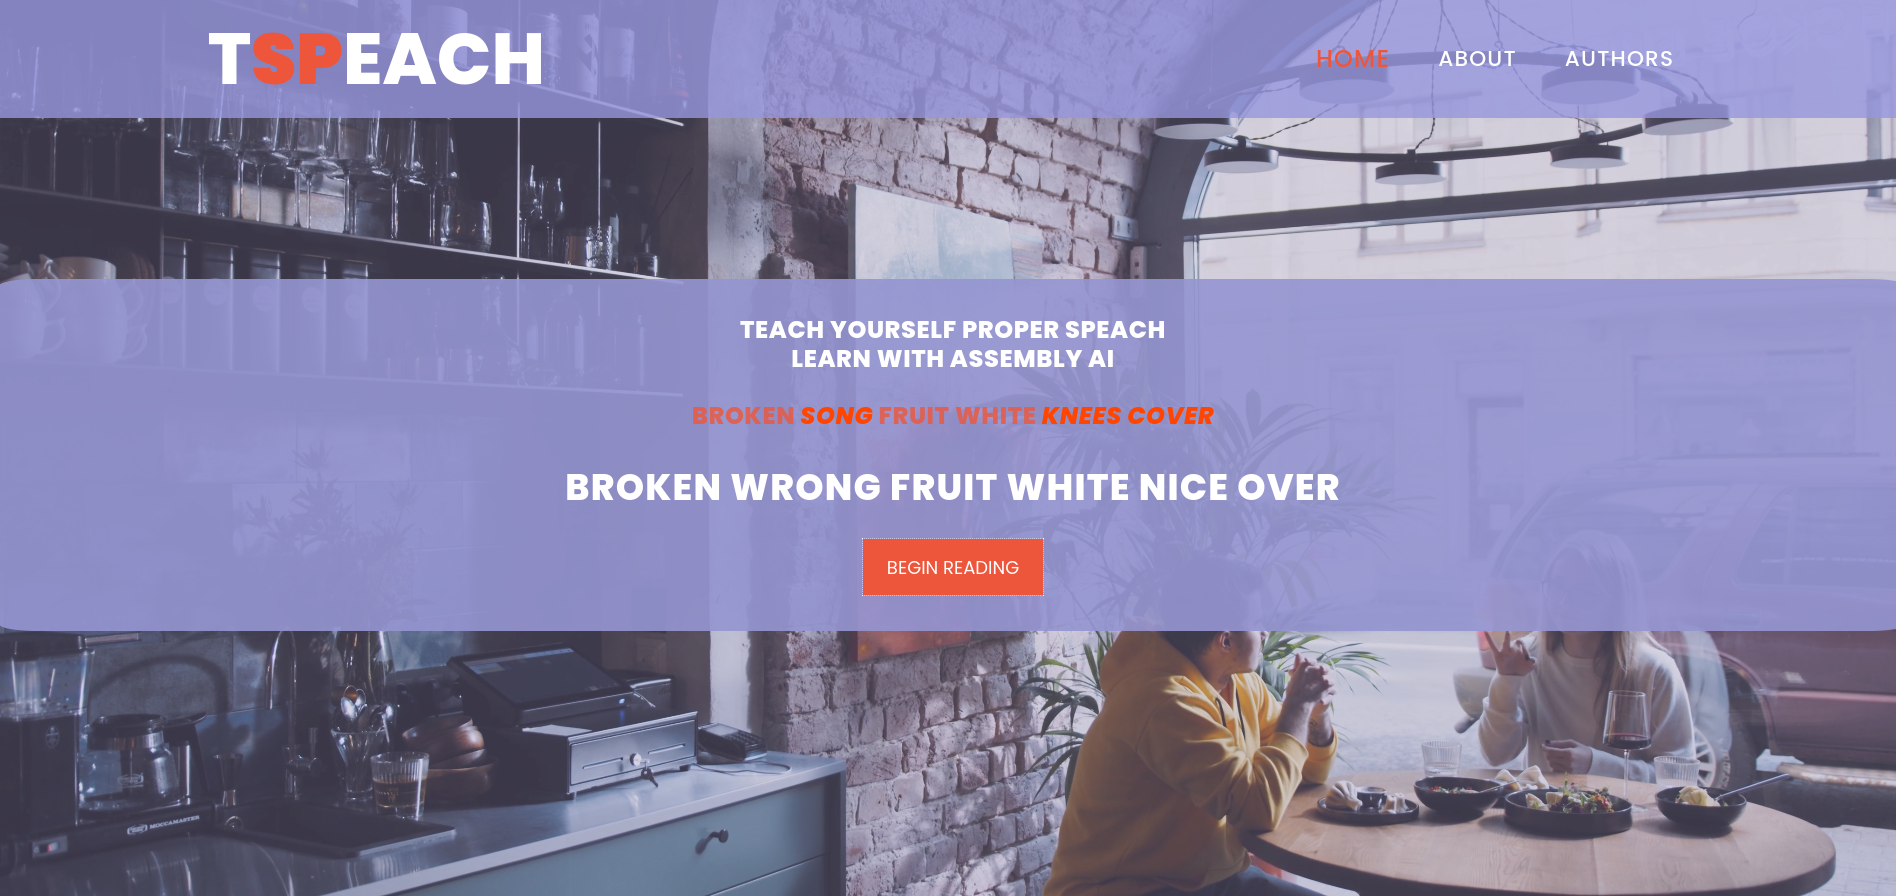 TSPEACH
HOME ABOUT AUTHORS
TEACH YOURSELF PROPER SPEACH
LEARN WITH ASSEMBLY AI
BROKEN SONG FRUIT WHITE KNEES COVER
BROKEN WRONG FRUIT WHITE NICE OVER
BEGIN READING
MOCCAMASTER